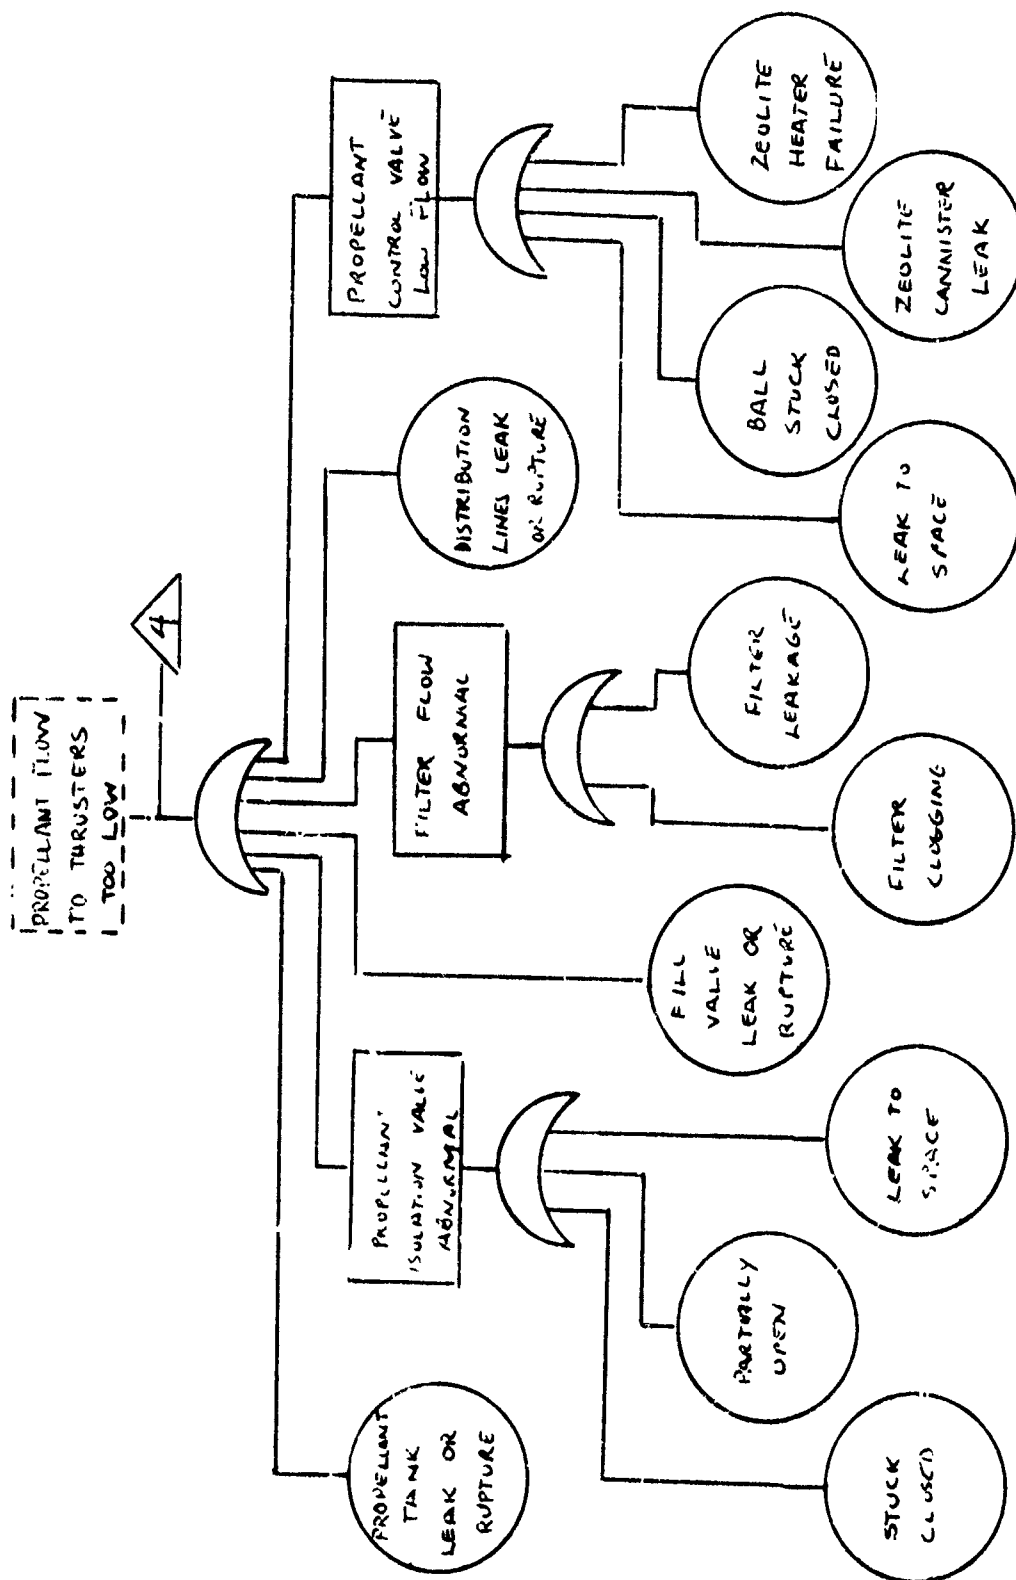 PROPELLANT FLOW
TO THRUSTERS
TOO LOW
4
PROPELLANT
TANK
LEAK OR
RUPTURE
PROPELLANT
ISOLATION VALVE
ABNORMAL
STUCK
CLOSED
PARTIALLY
OPEN
LEAK TO
SPACE
FILL
VALVE
LEAK OR
RUPTURE
FILTER FLOW
ABNORMAL
FILTER
CLOGGING
FILTER
LEAKAGE
DISTRIBUTION
LINES LEAK
OR RUPTURE
PROPELLANT
CONTROL VALVE
LOW FLOW
LEAK TO
SPACE
BALL
STUCK
CLOSED
ZEOLITE
CANNISTER
LEAK
ZEOLITE
HEATER
FAILURE